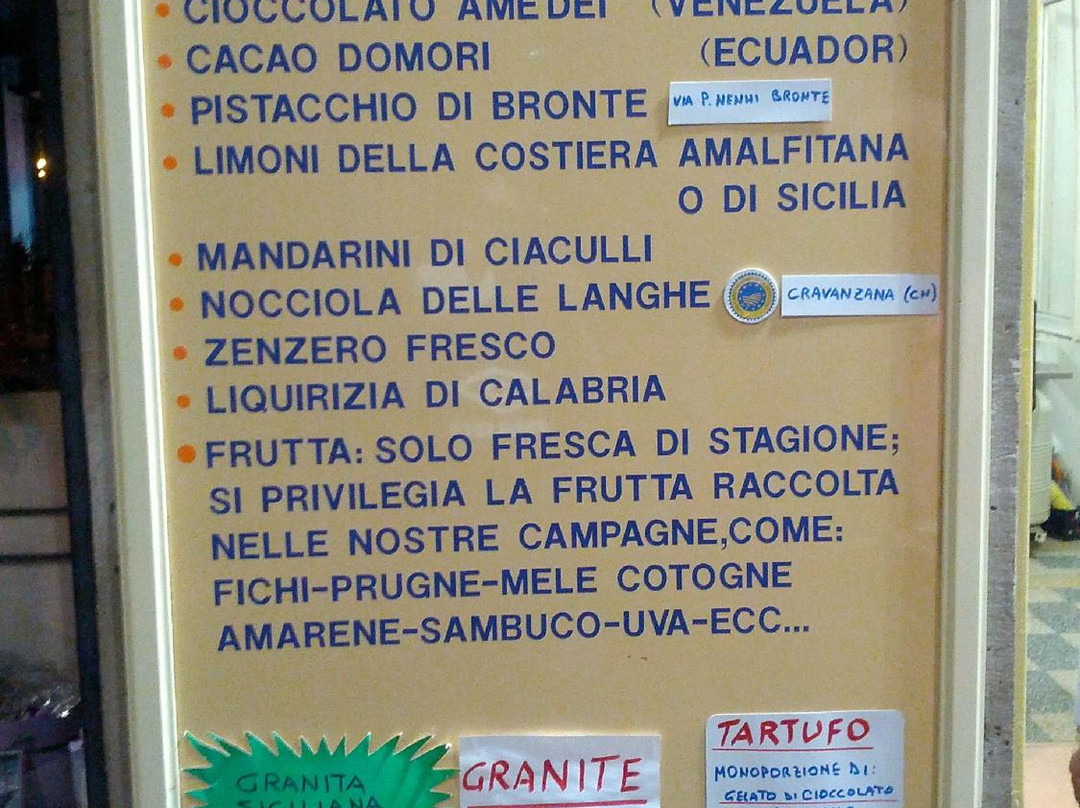 CIOCCOLATO AMEDEI (VENEZUELA)
CACAO DOMORI (ECUADOR)
PISTACCHIO DI BRONTE VIA P. NENNI BRONTE
LIMONI DELLA COSTIERA AMALFITANA
O DI SICILIA
MANDARINI DI CIACULLI
NOCCIOLA DELLE LANGHE CRAVANZANA (CN)
ZENZERO FRESCO
LIQUIRIZIA DI CALABRIA
FRUTTA: SOLO FRESCA DI STAGIONE;
SI PRIVILEGIA LA FRUTTA RACCOLTA
NELLE NOSTRE CAMPAGNE,COME:
FICHI-PRUGNE-MELE COTOGNE
AMARENE-SAMBUCO-UVA-ECC...
GRANITA
SICILIANA
GRANITE
TARTUFO
MONOPORZIONE DI:
GELATO DI CIOCCOLATO